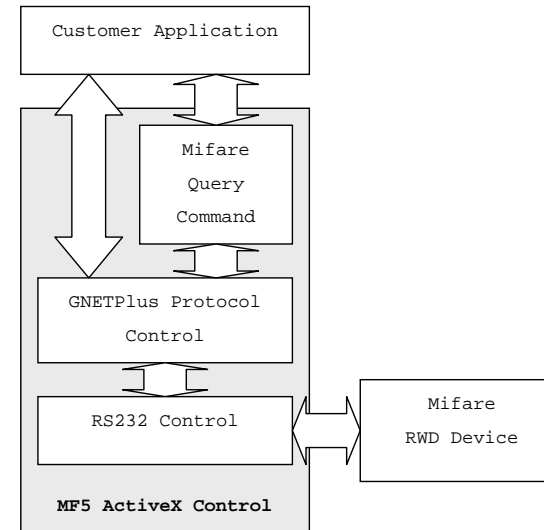 Customer Application
Mifare
Query
Command
GNETPlus Protocol
Control
RS232 Control
Mifare
RWD Device
MF5 ActiveX Control